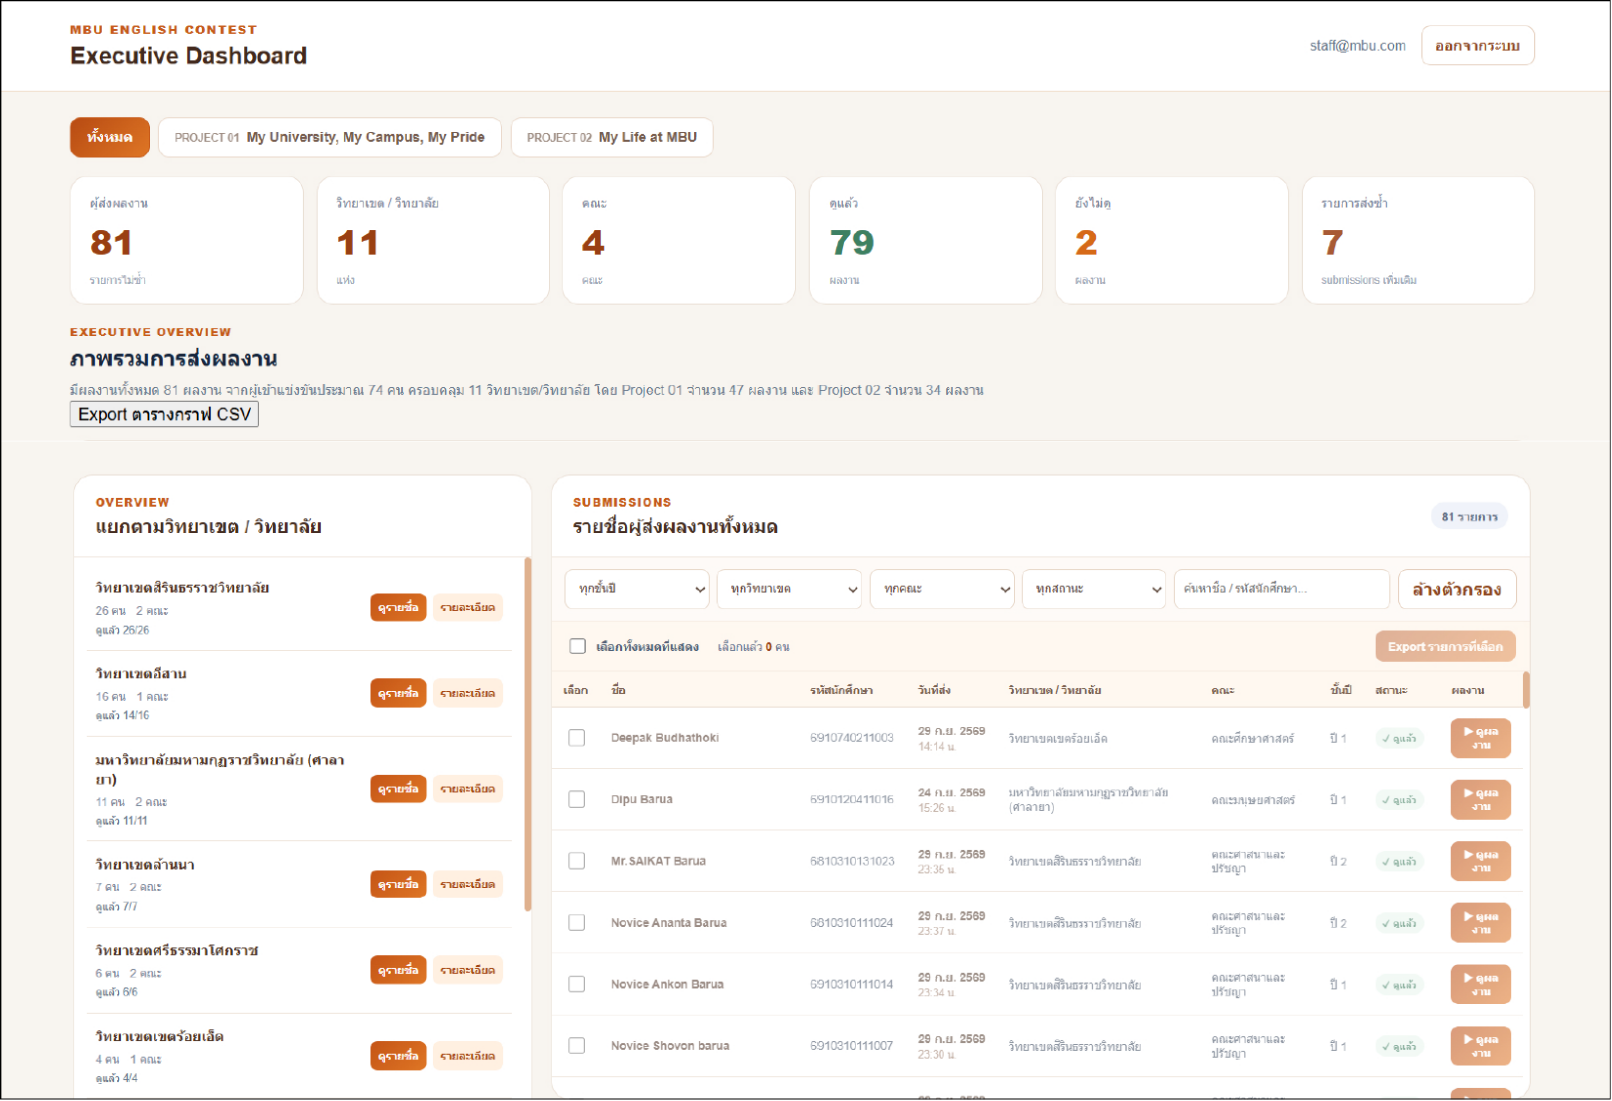 MBU ENGLISH CONTEST
Executive Dashboard
staff@mbu.com
ออกจากระบบ
ทั้งหมด
PROJECT 01 My University, My Campus, My Pride
PROJECT 02 My Life at MBU
ผู้ส่งผลงาน
81
รายการไม่ซ้ำ
วิทยาเขต / วิทยาลัย
11
แห่ง
คณะ
4
คณะ
ดูแล้ว
79
ผลงาน
ยังไม่ดู
2
ผลงาน
รายการส่งซ้ำ
7
submissions เพิ่มเติม
EXECUTIVE OVERVIEW
ภาพรวมการส่งผลงาน
มีผลงานทั้งหมด 81 ผลงาน จากผู้เข้าแข่งขันประมาณ 74 คน ครอบคลุม 11 วิทยาเขต/วิทยาลัย โดย Project 01 จำนวน 47 ผลงาน และ Project 02 จำนวน 34 ผลงาน
Export ตารางกราฟ CSV
OVERVIEW
แยกตามวิทยาเขต / วิทยาลัย
วิทยาเขตสิรินธรราชวิทยาลัย
26 คน 2 คณะ
ดูแล้ว 26/26
ดูรายชื่อ
รายละเอียด
วิทยาเขตอีสาน
16 คน 1 คณะ
ดูแล้ว 14/16
ดูรายชื่อ
รายละเอียด
มหาวิทยาลัยมหามกุฏราชวิทยาลัย (ศาลา
ยา)
11 คน 2 คณะ
ดูแล้ว 11/11
ดูรายชื่อ
รายละเอียด
วิทยาเขตล้านนา
7 คน 2 คณะ
ดูแล้ว 7/7
ดูรายชื่อ
รายละเอียด
วิทยาเขตศรีธรรมาโศกราช
6 คน 2 คณะ
ดูแล้ว 6/6
ดูรายชื่อ
รายละเอียด
วิทยาเขตเขตร้อยเอ็ด
4 คน 1 คณะ
ดูแล้ว 4/4
ดูรายชื่อ
รายละเอียด
SUBMISSIONS
รายชื่อผู้ส่งผลงานทั้งหมด
81 รายการ
ทุกชั้นปี
ทุกวิทยาเขต
ทุกคณะ
ทุกสถานะ
ค้นหาชื่อ / รหัสนักศึกษา...
ล้างตัวกรอง
เลือกทั้งหมดที่แสดง เลือกแล้ว 0 คน
Export รายการที่เลือก
เลือก ชื่อ รหัสนักศึกษา วันที่ส่ง วิทยาเขต / วิทยาลัย คณะ ชั้นปี สถานะ ผลงาน
Deepak Budhathoki 6910740211003 29 ก.ย. 2569 วิทยาเขตเขตร้อยเอ็ด คณะศึกษาศาสตร์ ปี 1 ✓ ดูแล้ว ▶ ดูผล
14:14 น. งาน
Dipu Barua 6910120411016 24 ก.ย. 2569 มหาวิทยาลัยมหามกุฏราชวิทยาลัย คณะมนุษยศาสตร์ ปี 1 ✓ ดูแล้ว ▶ ดูผล
15:26 น. (ศาลายา) งาน
Mr.SAIKAT Barua 6810310131023 29 ก.ย. 2569 วิทยาเขตสิรินธรราชวิทยาลัย คณะศาสนาและ ปี 2 ✓ ดูแล้ว ▶ ดูผล
23:36 น. ปรัชญา งาน
Novice Ananta Barua 6810310111024 29 ก.ย. 2569 วิทยาเขตสิรินธรราชวิทยาลัย คณะศาสนาและ ปี 2 ✓ ดูแล้ว ▶ ดูผล
23:37 น. ปรัชญา งาน
Novice Ankon Barua 6910310111014 29 ก.ย. 2569 วิทยาเขตสิรินธรราชวิทยาลัย คณะศาสนาและ ปี 1 ✓ ดูแล้ว ▶ ดูผล
23:34 น. ปรัชญา งาน
Novice Shovon barua 6910310111007 29 ก.ย. 2569 วิทยาเขตสิรินธรราชวิทยาลัย คณะศาสนาและ ปี 1 ✓ ดูแล้ว ▶ ดูผล
23:30 น. ปรัชญา งาน